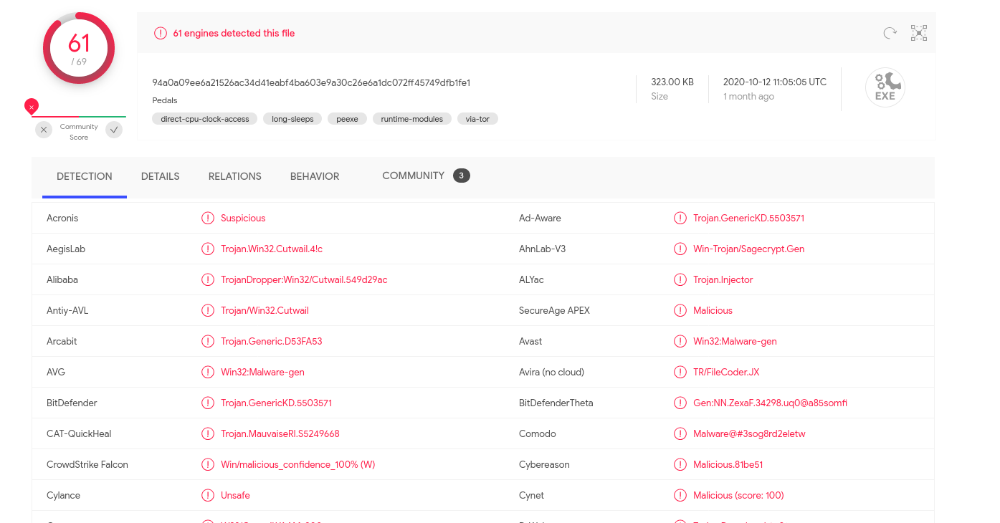 61
/ 69
61 engines detected this file
94a0a09ee6a21526ac34d41eabf4ba603e9a30c26e6a1dc072ff45749dfb1fe1
Pedals
direct-cpu-clock-access long-sleeps peexe runtime-modules via-tor
323.00 KB
Size
2020-10-12 11:05:05 UTC
1 month ago
EXE
Community
Score
DETECTION DETAILS RELATIONS BEHAVIOR COMMUNITY 3
Acronis Suspicious Ad-Aware Trojan.GenericKD.5503571
AegisLab Trojan.Win32.Cutwail.4!c AhnLab-V3 Win-Trojan/Sagecrypt.Gen
Alibaba TrojanDropper:Win32/Cutwail.549d29ac ALYac Trojan.Injector
Antiy-AVL Trojan/Win32.Cutwail SecureAge APEX Malicious
Arcabit Trojan.Generic.D53FA53 Avast Win32:Malware-gen
AVG Win32:Malware-gen Avira (no cloud) TR/FileCoder.JX
BitDefender Trojan.GenericKD.5503571 BitDefenderTheta Gen:NN.ZexaF.34298.uq0@a85somfi
CAT-QuickHeal Trojan.MauvaiseRI.S5249668 Comodo Malware@#3sog8rd2eletw
CrowdStrike Falcon Win/malicious_confidence_100% (W) Cybereason Malicious.81be51
Cylance Unsafe Cynet Malicious (score: 100)